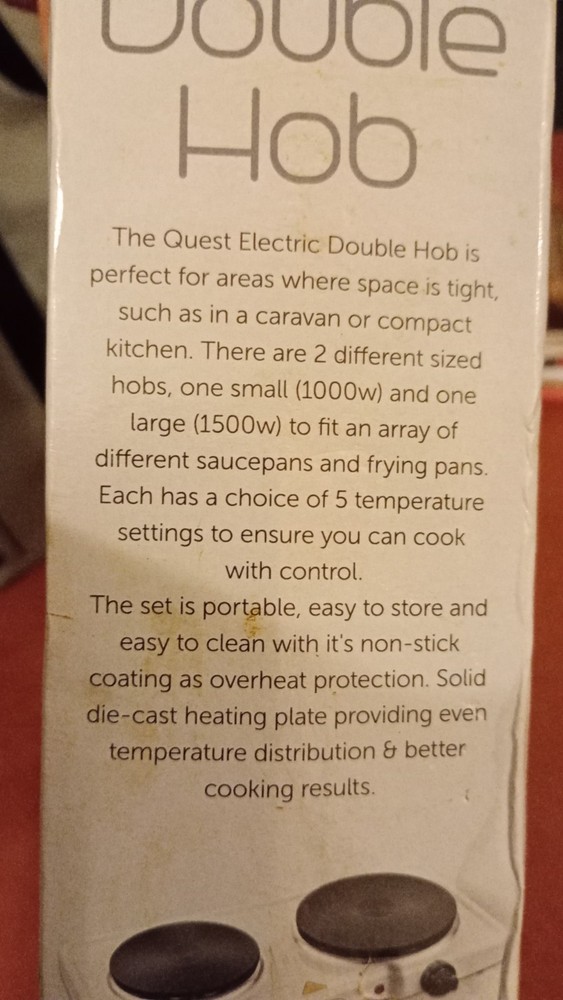 Double
Hob
The Quest Electric Double Hob is
perfect for areas where space is tight,
such as in a caravan or compact
kitchen. There are 2 different sized
hobs, one small (1000w) and one
large (1500w) to fit an array of
different saucepans and frying pans.
Each has a choice of 5 temperature
settings to ensure you can cook
with control.
The set is portable, easy to store and
easy to clean with it's non-stick
coating as overheat protection. Solid
die-cast heating plate providing even
temperature distribution & better
cooking results.